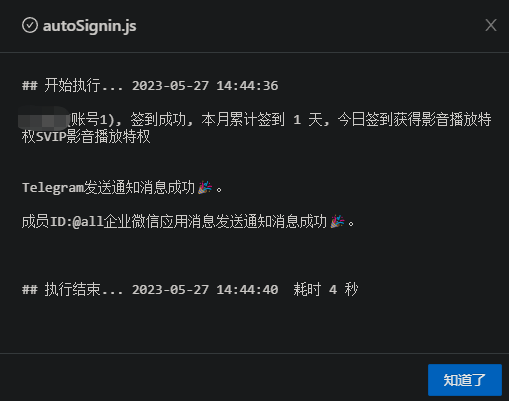 autoSignin.js
## 开始执行... 2023-05-27 14:44:36
(账号1), 签到成功, 本月累计签到 1 天, 今日签到获得影音播放特
权SVIP影音播放特权
Telegram发送通知消息成功🎉。
成员ID:@all企业微信应用消息发送通知消息成功🎉。
## 执行结束... 2023-05-27 14:44:40  耗时 4 秒
知道了